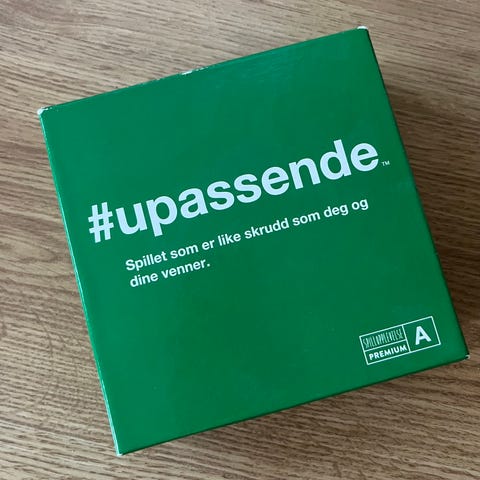 #upassende™
Spillet som er like skrudd som deg og
dine venner.
SPILLOPPLEVELSE
PREMIUM
A